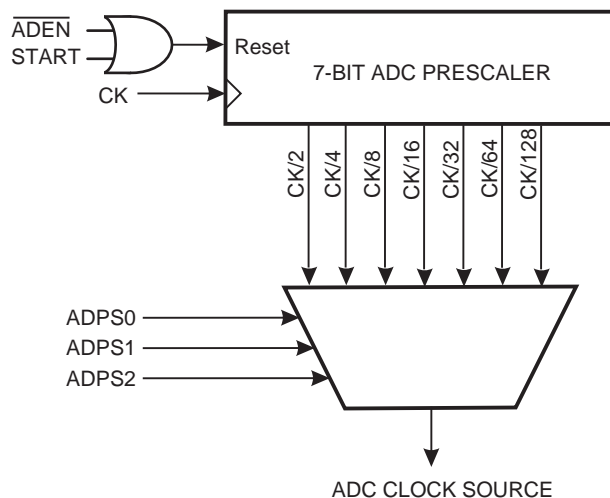 ADEN
START
Reset
7-BIT ADC PRESCALER
CK
CK/2
CK/4
CK/8
CK/16
CK/32
CK/64
CK/128
ADPS0
ADPS1
ADPS2
ADC CLOCK SOURCE